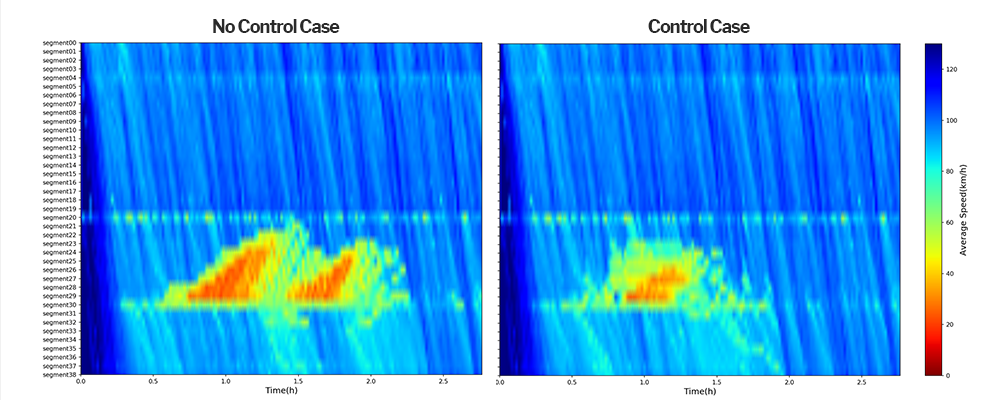 No Control Case
Control Case
segment00
segment01
segment02
segment03
segment04
segment05
segment06
segment07
segment08
segment09
segment10
segment11
segment12
segment13
segment14
segment15
segment16
segment17
segment18
segment19
segment20
segment21
segment22
segment23
segment24
segment25
segment26
segment27
segment28
segment29
segment30
segment31
segment32
segment33
segment34
segment35
segment36
segment37
segment38
0.0 0.5 1.0 1.5 2.0 2.5
Time(h)
0.0 0.5 1.0 1.5 2.0 2.5
Time(h)
120
100
80
60
40
20
0
Average Speed(km/h)